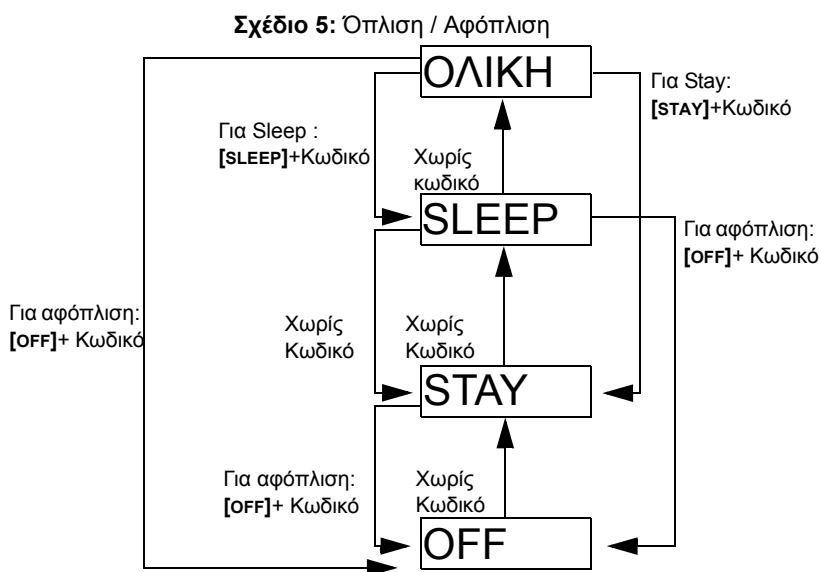 Σχέδιο 5: Όπλιση / Αφόπλιση
ΟΛΙΚΗ
Για Stay:
[STAY]+Κωδικό
Για Sleep :
[SLEEP]+Κωδικό
Χωρίς
κωδικό
SLEEP
Για αφόπλιση:
[OFF]+ Κωδικό
Για αφόπλιση:
[OFF]+ Κωδικό
Χωρίς
Κωδικό
Χωρίς
Κωδικό
STAY
Για αφόπλιση:
[OFF]+ Κωδικό
Χωρίς
Κωδικό
OFF